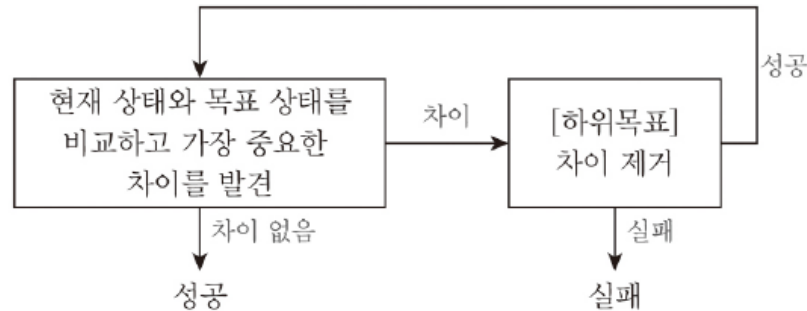 성공
현재 상태와 목표 상태를
비교하고 가장 중요한
차이를 발견
차이
[하위목표]
차이 제거
차이 없음
실패
성공
실패